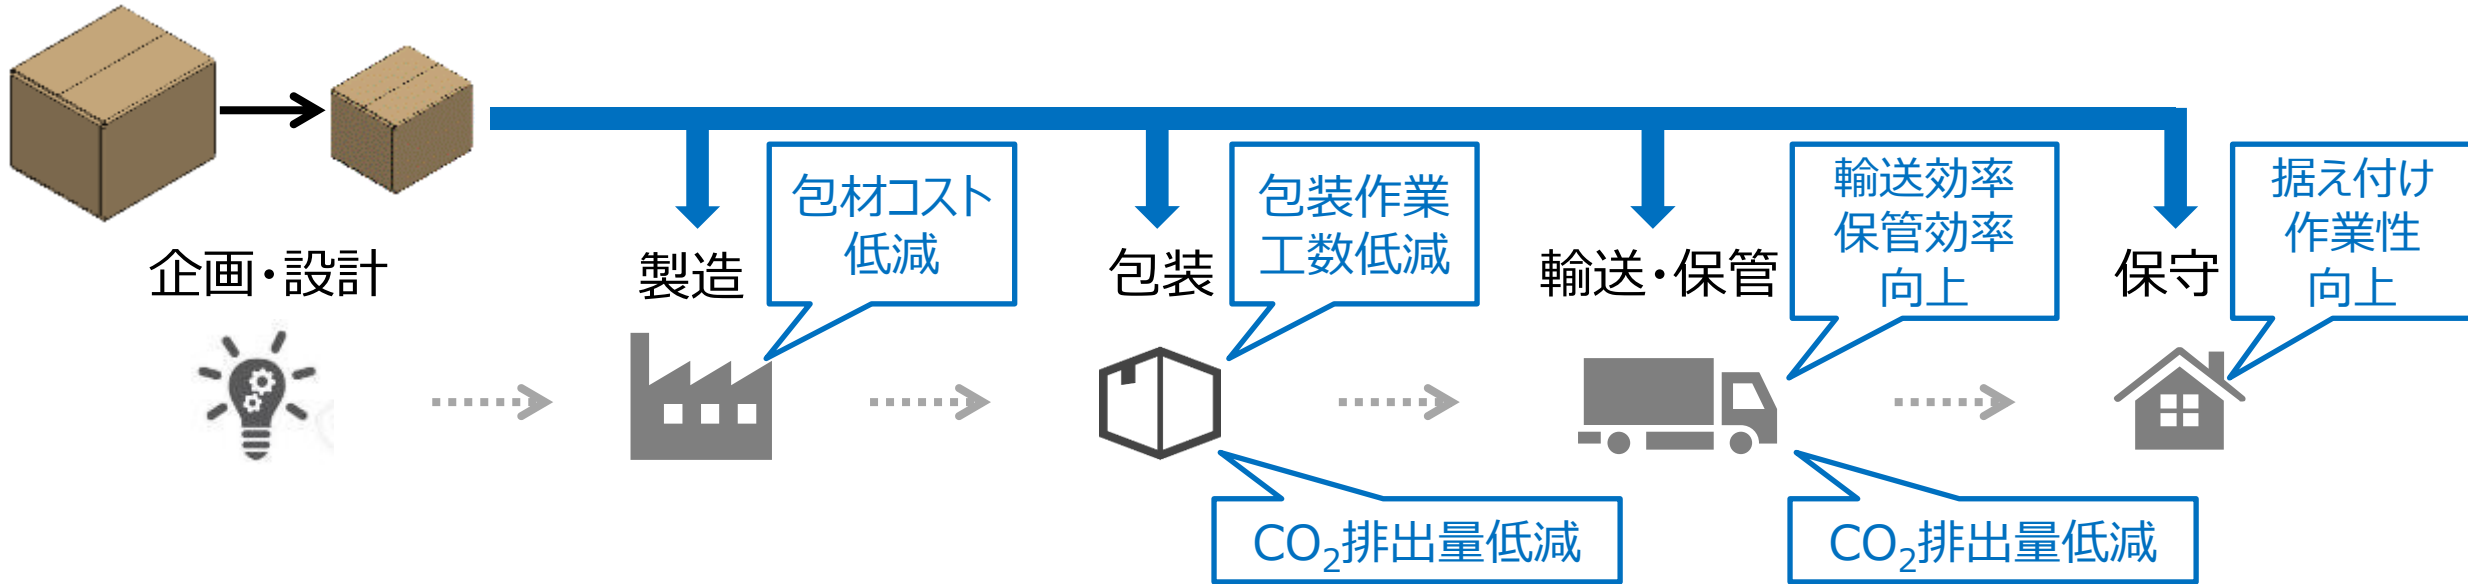 企画・設計
製造
包材コスト
低減
包装
包装作業
工数低減
CO₂排出量低減
輸送・保管
輸送効率
保管効率
向上
CO₂排出量低減
保守
据え付け
作業性
向上